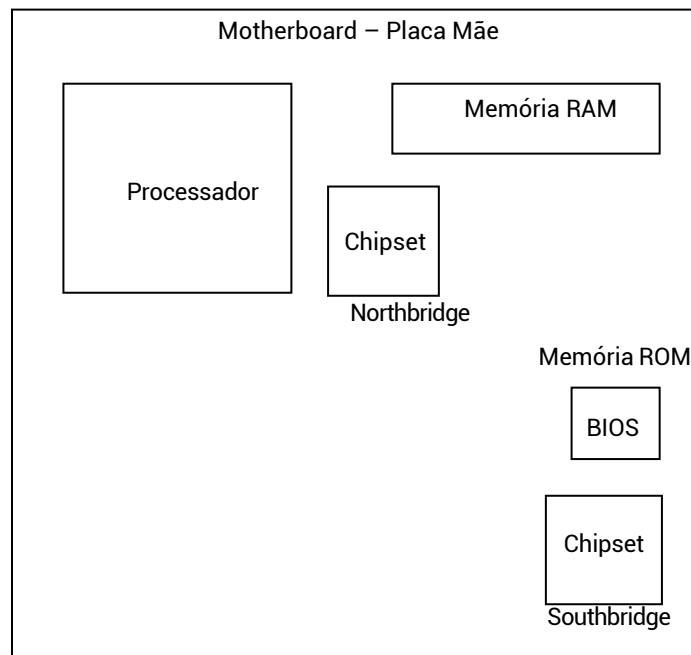 Motherboard – Placa Mãe
Memória RAM
Processador
Chipset
Northbridge
Memória ROM
BIOS
Chipset
Southbridge